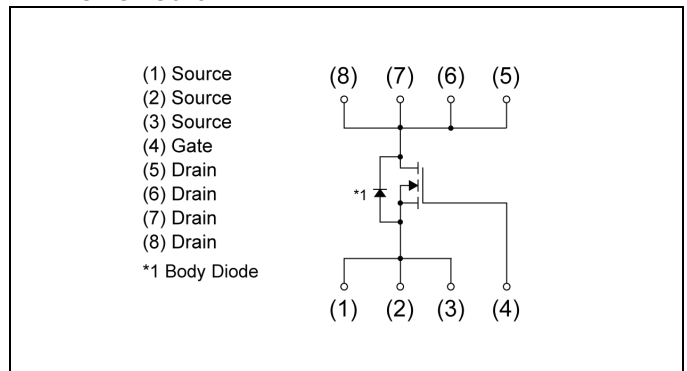 (1) Source
(2) Source
(3) Source
(4) Gate
(5) Drain
(6) Drain
(7) Drain
(8) Drain
*1 Body Diode
(8) (7) (6) (5)
*1
(1) (2) (3) (4)